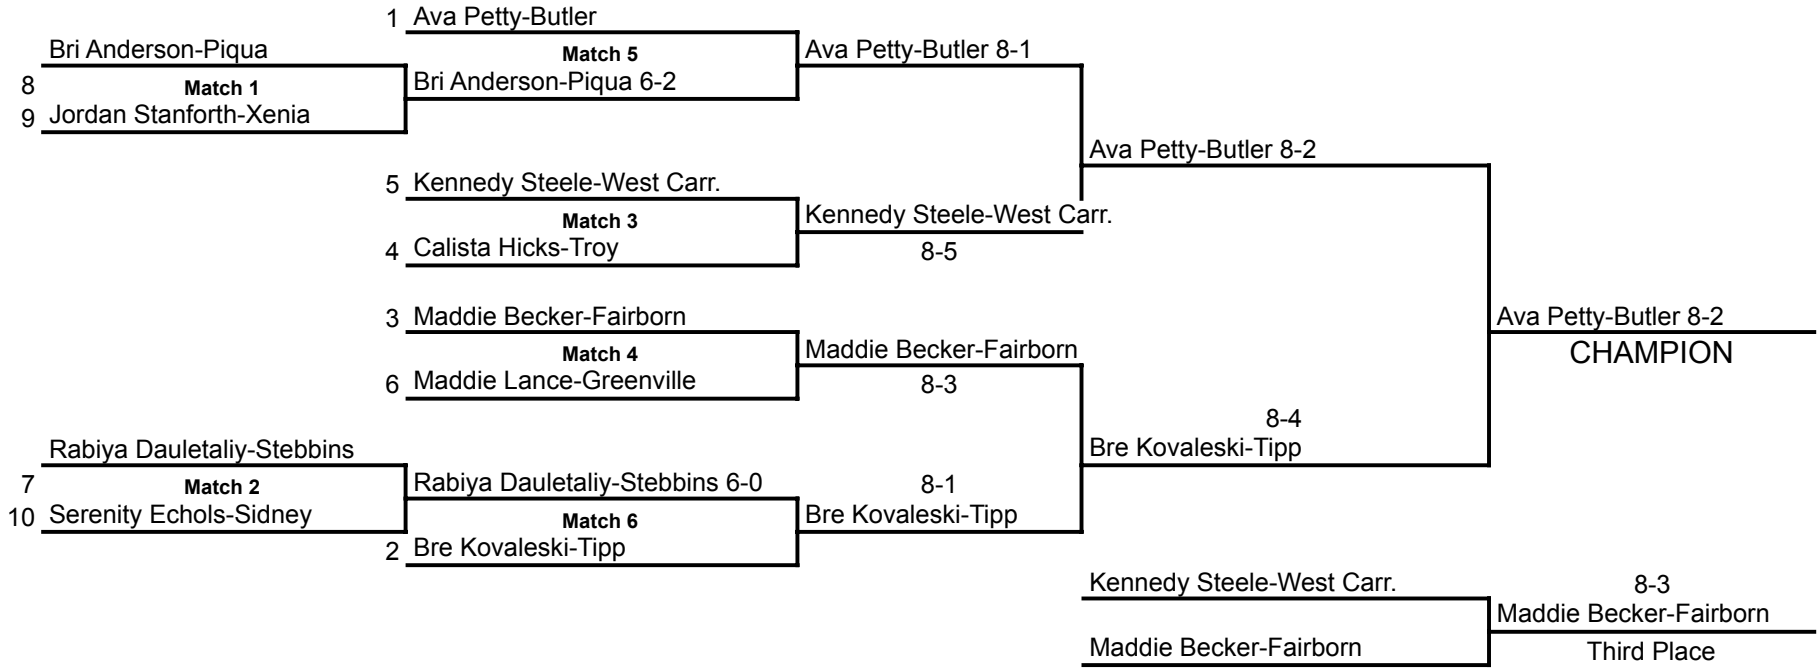 1 Ava Petty-Butler
Bri Anderson-Piqua
Match 5
Ava Petty-Butler 8-1
8
Match 1
Bri Anderson-Piqua 6-2
9 Jordan Stanforth-Xenia
Ava Petty-Butler 8-2
5 Kennedy Steele-West Carr.
Match 3
Kennedy Steele-West Carr.
4 Calista Hicks-Troy
8-5
3 Maddie Becker-Fairborn
Ava Petty-Butler 8-2
Match 4
Maddie Becker-Fairborn
CHAMPION
6 Maddie Lance-Greenville
8-3
8-4
Rabiya Dauletaliy-Stebbins
Bre Kovaleski-Tipp
7
Match 2
Rabiya Dauletaliy-Stebbins 6-0
8-1
10 Serenity Echols-Sidney
Match 6
Bre Kovaleski-Tipp
2 Bre Kovaleski-Tipp
Kennedy Steele-West Carr.
8-3
Maddie Becker-Fairborn
Maddie Becker-Fairborn
Third Place